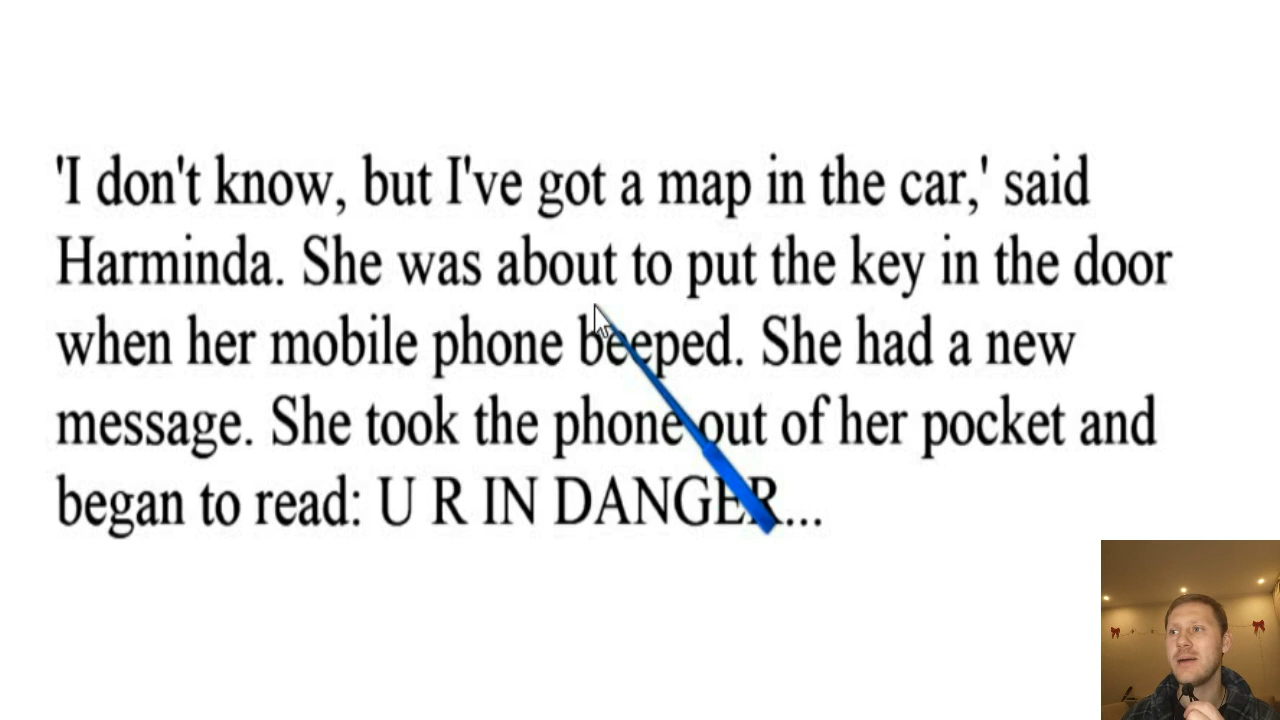 'I don't know, but I've got a map in the car,' said
Harminda. She was about to put the key in the door
when her mobile phone beeped. She had a new
message. She took the phone out of her pocket and
began to read: U R IN DANGER...